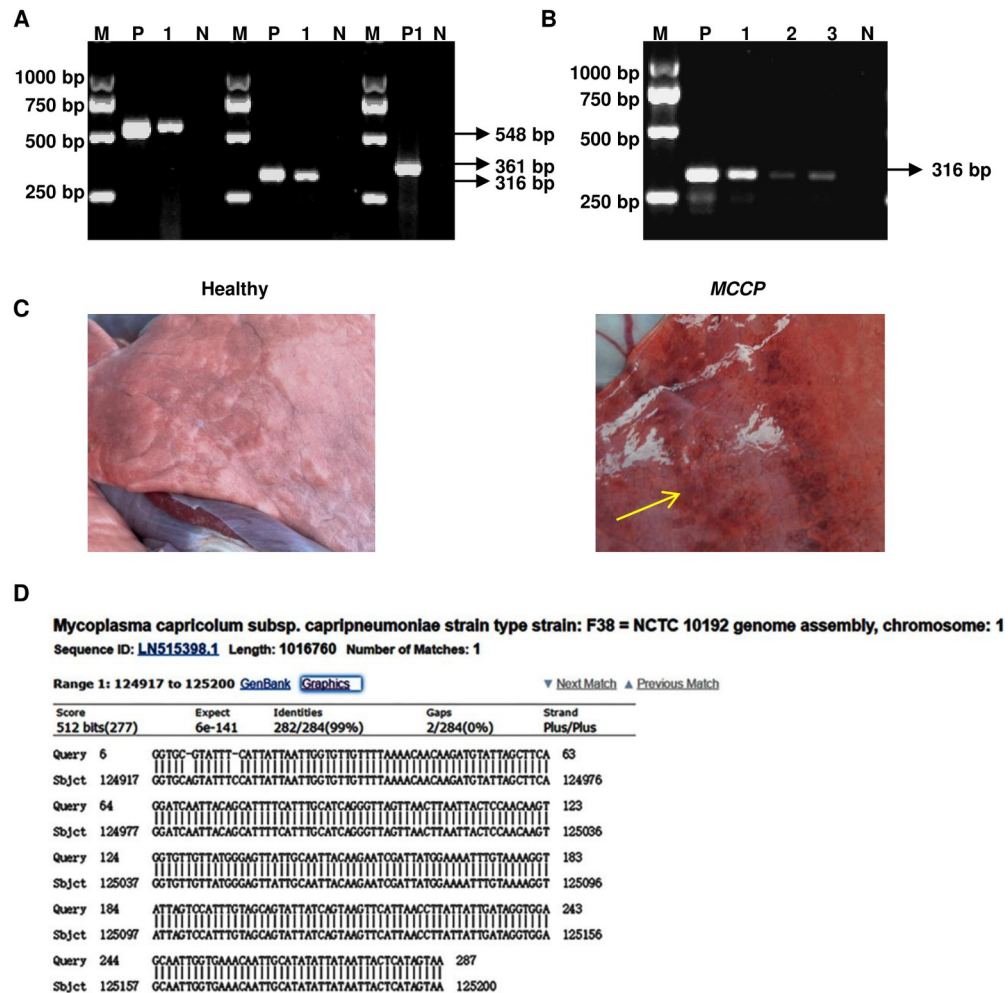 A
M P 1 N M P 1 N M P1 N
1000 bp
750 bp
500 bp
250 bp
548 bp
361 bp
316 bp
B
M P 1 2 3 N
1000 bp
750 bp
500 bp
250 bp
316 bp
C
Healthy
MCCP
D
Mycoplasma capricolum subsp. capripneumoniae strain type strain: F38 = NCTC 10192 genome assembly, chromosome: 1
Sequence ID: LN515398.1 Length: 1016760 Number of Matches: 1
Range 1: 124917 to 125200 GenBank Graphics ▼ Next Match ▲ Previous Match
Score Expect Identities Gaps Strand
512 bits(277) 6e-141 282/284(99%) 2/284(0%) Plus/Plus
Query 6 GGTGC-GTATTT-CATTATTAATTGGTGTTGTTTTAAAACAACAAGATGTATTAGCTTCA 63
Sbjct 124917 GGTGCAGTATTTCCATTATTAATTGGTGTTGTTTTAAAACAACAAGATGTATTAGCTTCA 124976
Query 64 GGATCAATTACAGCATTTTCATTTGCATCAGGGTTAGTTAACTTAATTACTCCAACAAGT 123
Sbjct 124977 GGATCAATTACAGCATTTTCATTTGCATCAGGGTTAGTTAACTTAATTACTCCAACAAGT 125036
Query 124 GGTGTTGTTATGGGAGTTATTGCAATTACAAGAATCGATTATGGAAAATTTGTAAAAGGT 183
Sbjct 125037 GGTGTTGTTATGGGAGTTATTGCAATTACAAGAATCGATTATGGAAAATTTGTAAAAGGT 125096
Query 184 ATTAGTCCATTTGTAGCAGTATTATCAGTAAGTTCATTAACCTTATTATTGATAGGTGGA 243
Sbjct 125097 ATTAGTCCATTTGTAGCAGTATTATCAGTAAGTTCATTAACCTTATTATTGATAGGTGGA 125156
Query 244 GCAATTGGTGAAACAATTGCATATATTATAATTACTCATAGTAA 287
Sbjct 125157 GCAATTGGTGAAACAATTGCATATATTATAATTACTCATAGTAA 125200